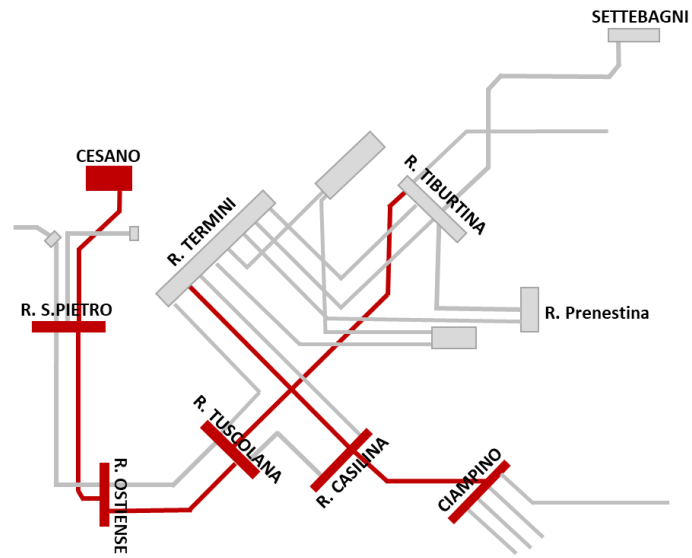 SETTEBAGNI
CESANO
R. TIBURTINA
R. TERMINI
R. S.PIETRO
R. Prenestina
R. TUSCOLANA
R. CASILINA
CIAMPINO
R. OSTIENSE